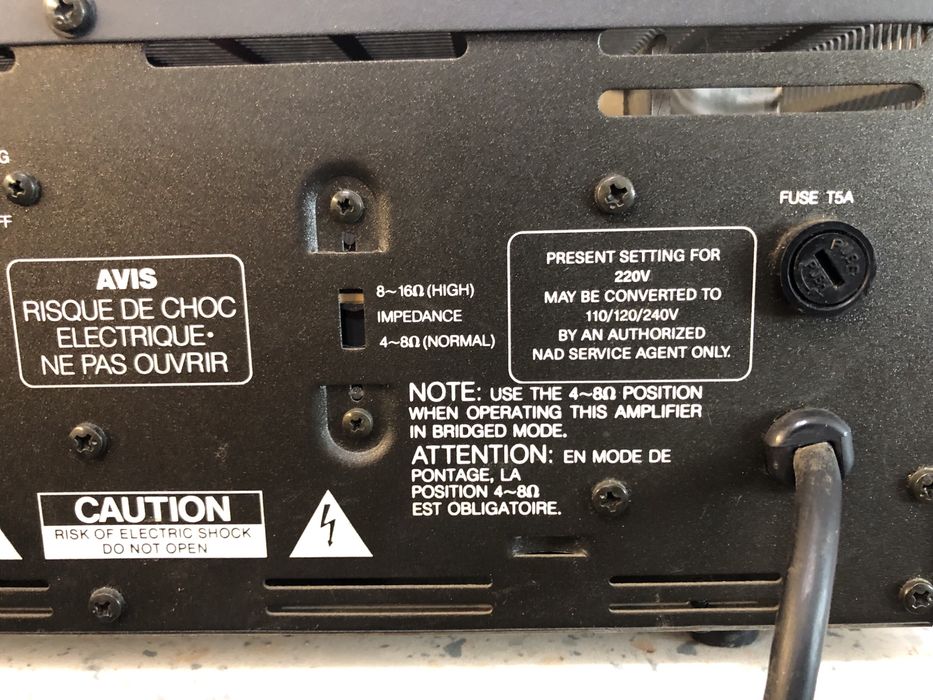 G
FF
FUSE T5A
AVIS
RISQUE DE CHOC
ELECTRIQUE•
NE PAS OUVRIR
8~16Ω (HIGH)
IMPEDANCE
4~8Ω (NORMAL)
PRESENT SETTING FOR
220V
MAY BE CONVERTED TO
110/120/240V
BY AN AUTHORIZED
NAD SERVICE AGENT ONLY.
NOTE: USE THE 4~8Ω POSITION
WHEN OPERATING THIS AMPLIFIER
IN BRIDGED MODE.
ATTENTION: EN MODE DE
PONTAGE, LA
POSITION 4~8Ω
EST OBLIGATOIRE.
CAUTION
RISK OF ELECTRIC SHOCK
DO NOT OPEN